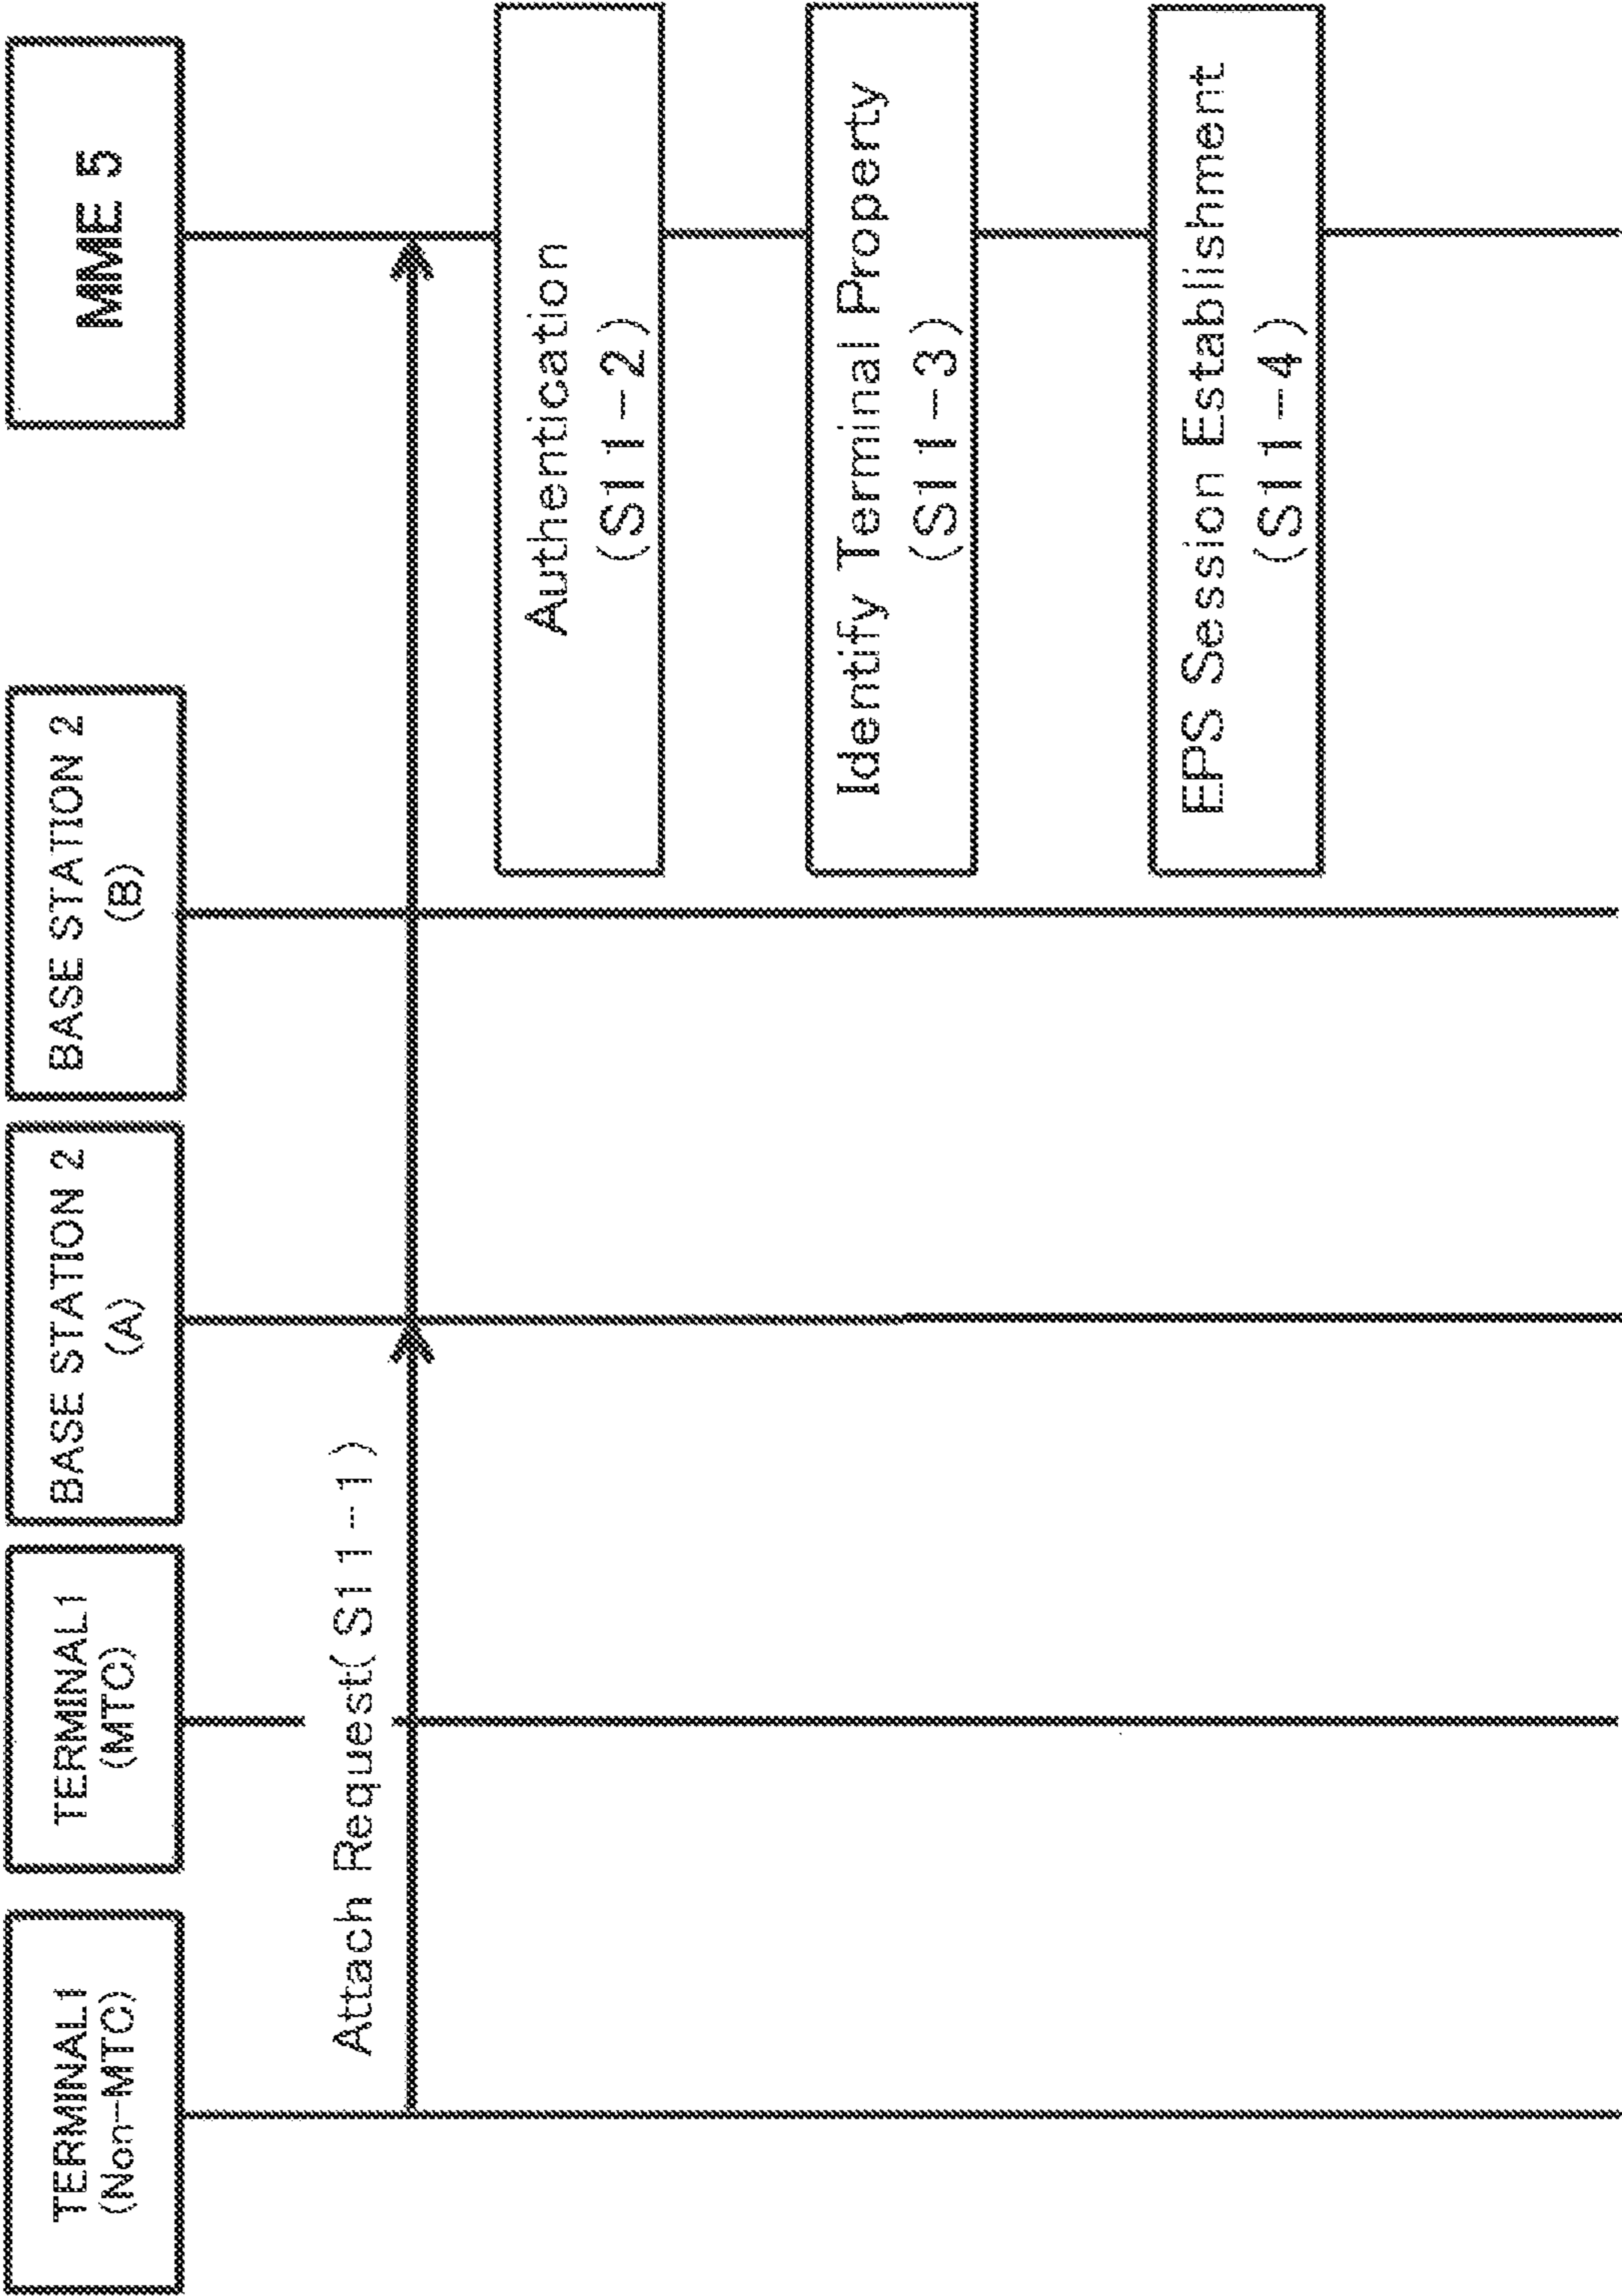 TERMINAL1
(Non-MTC)
TERMINAL1
(MTC)
BASE STATION 2
(A)
BASE STATION 2
(B)
MME 5
Attach Request(S11-1)
Authentication
(S11-2)
Identify Terminal Property
(S11-3)
EPS Session Establishment
(S11-4)